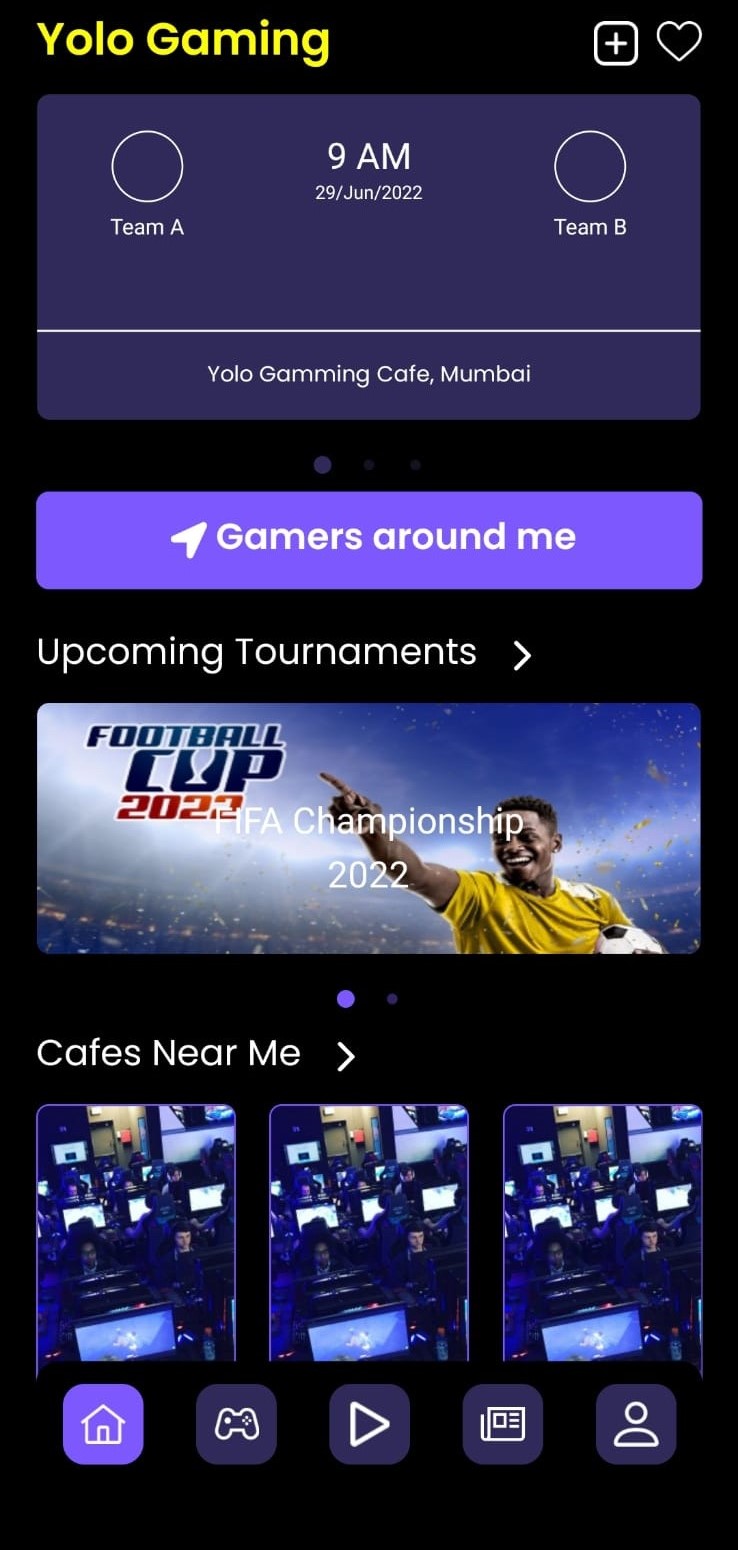 Yolo Gaming
9 AM
29/Jun/2022
Team A
Team B
Yolo Gamming Cafe, Mumbai
Gamers around me
Upcoming Tournaments
FOOTBALL
CUP
2022
FIFA Championship
2022
Cafes Near Me